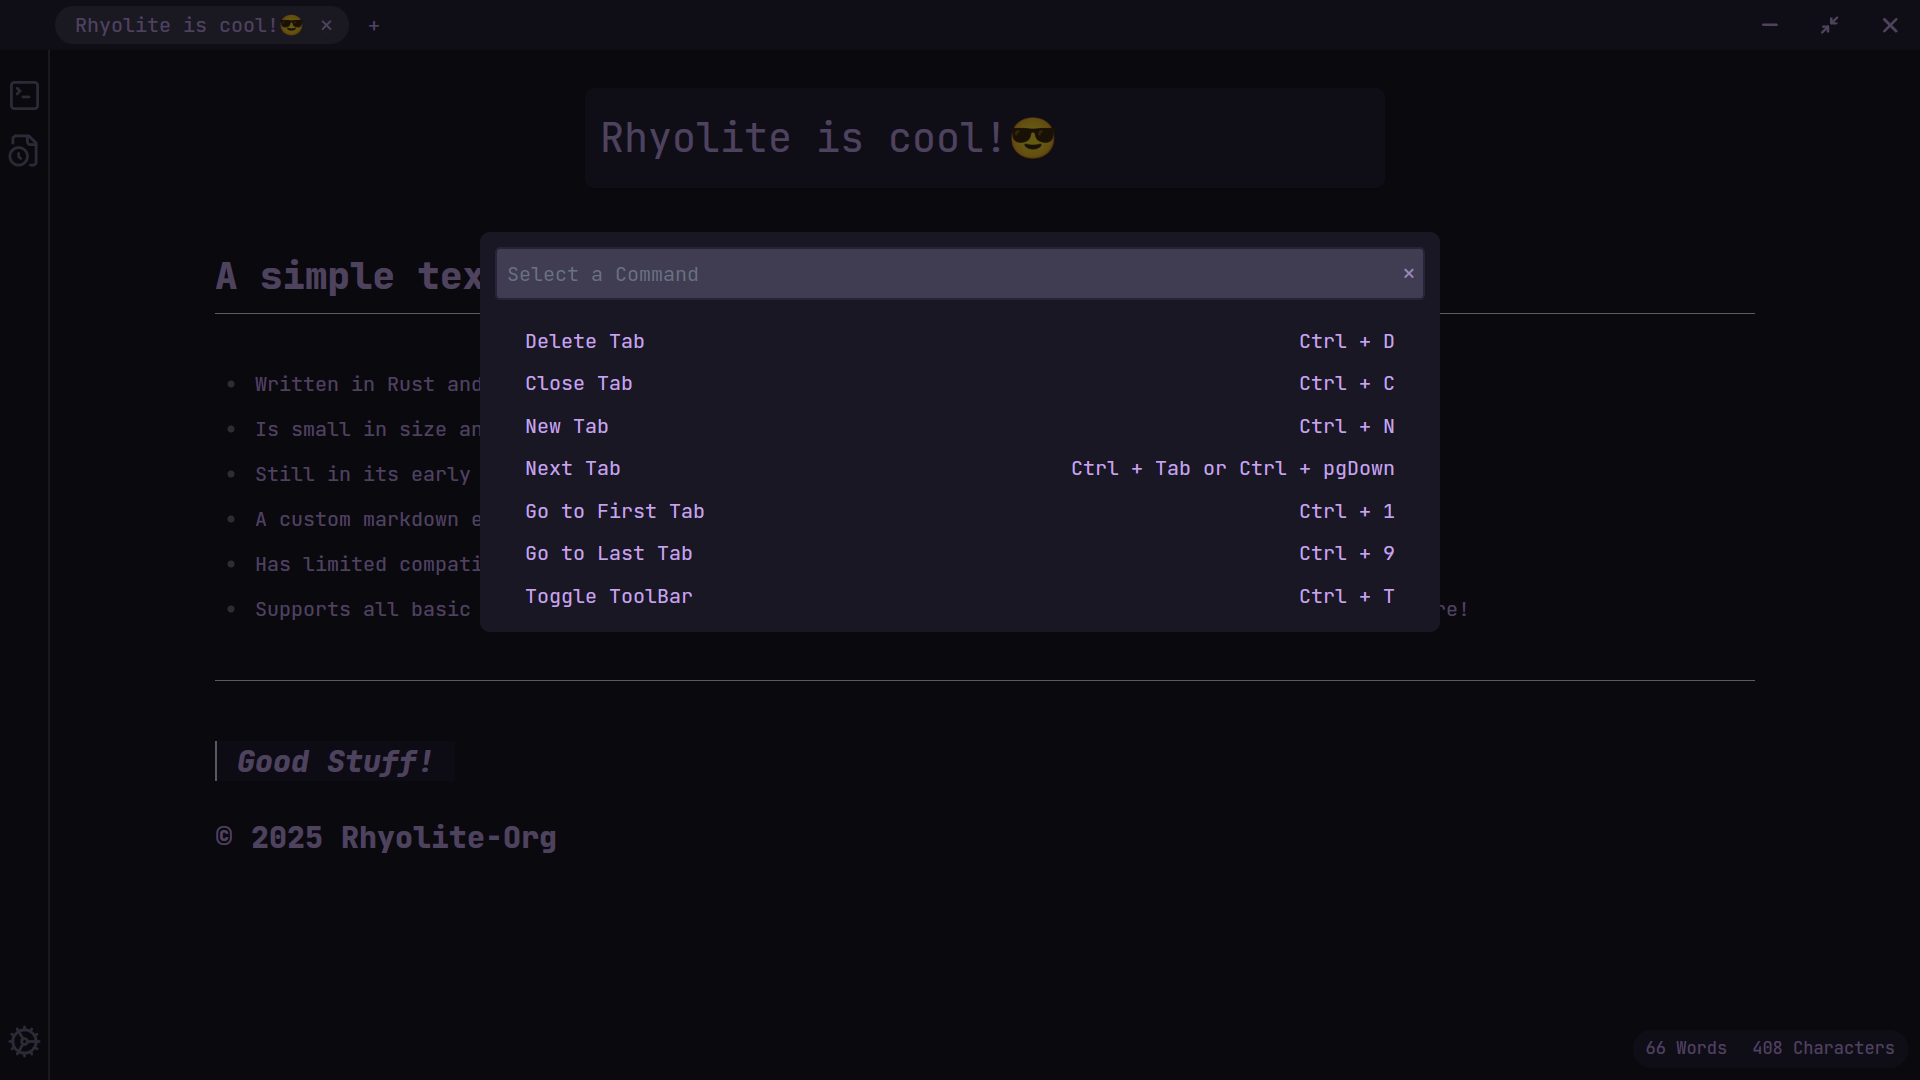 Rhyolite is cool!😎 × +
Rhyolite is cool!😎
A simple tex
Select a Command ×
Delete Tab Ctrl + D
Close Tab Ctrl + C
New Tab Ctrl + N
Next Tab Ctrl + Tab or Ctrl + pgDown
Go to First Tab Ctrl + 1
Go to Last Tab Ctrl + 9
Toggle ToolBar Ctrl + T
Written in Rust and
Is small in size an
Still in its early
A custom markdown e
Has limited compati
Supports all basic re!
Good Stuff!
© 2025 Rhyolite-Org
66 Words 408 Characters